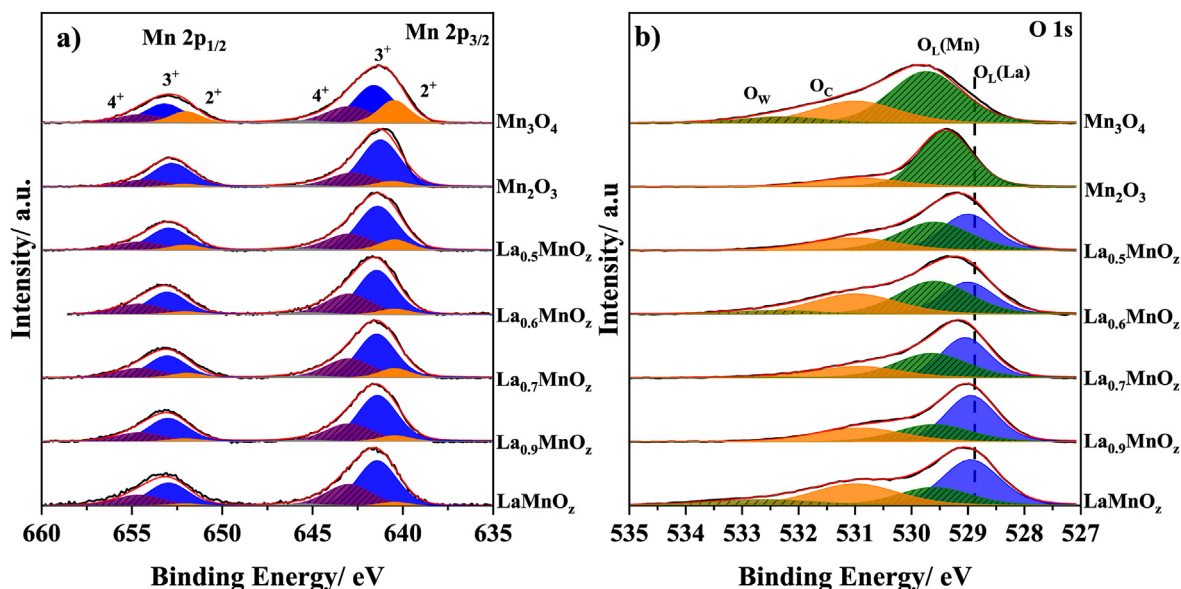 a)
Mn 2p1/2
Mn 2p3/2
4+
3+
2+
4+
3+
2+
Mn3O4
Mn2O3
La0.5MnOz
La0.6MnOz
La0.7MnOz
La0.9MnOz
LaMnOz
Intensity/ a.u.
660
655
650
645
640
635
Binding Energy/ eV
b)
O 1s
OL(Mn)
OL(La)
OW
OC
Mn3O4
Mn2O3
La0.5MnOz
La0.6MnOz
La0.7MnOz
La0.9MnOz
LaMnOz
Intensity/ a.u
535
534
533
532
531
530
529
528
527
Binding Energy/ eV